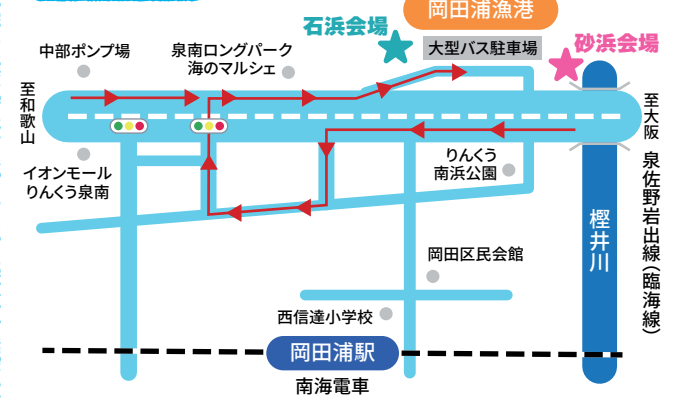 岡田浦漁港
石浜会場
大型バス駐車場
砂浜会場
中部ポンプ場
泉南ロングパーク
海のマルシェ
至和歌山
至大阪
イオンモール
りんくう泉南
りんくう
南浜公園
泉佐野岩出線(臨海線)
樫井川
岡田区民会館
西信達小学校
岡田浦駅
南海電車